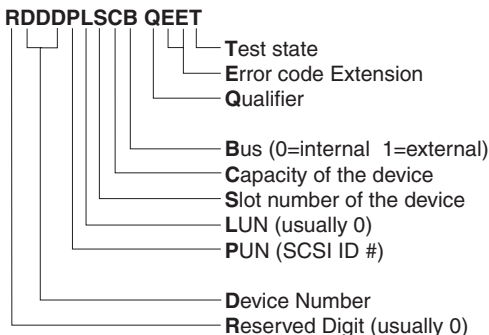 RDDDPLSCB QEET
Test state
Error code Extension
Qualifier
Bus (0=internal 1=external)
Capacity of the device
Slot number of the device
LUN (usually 0)
PUN (SCSI ID #)
Device Number
Reserved Digit (usually 0)